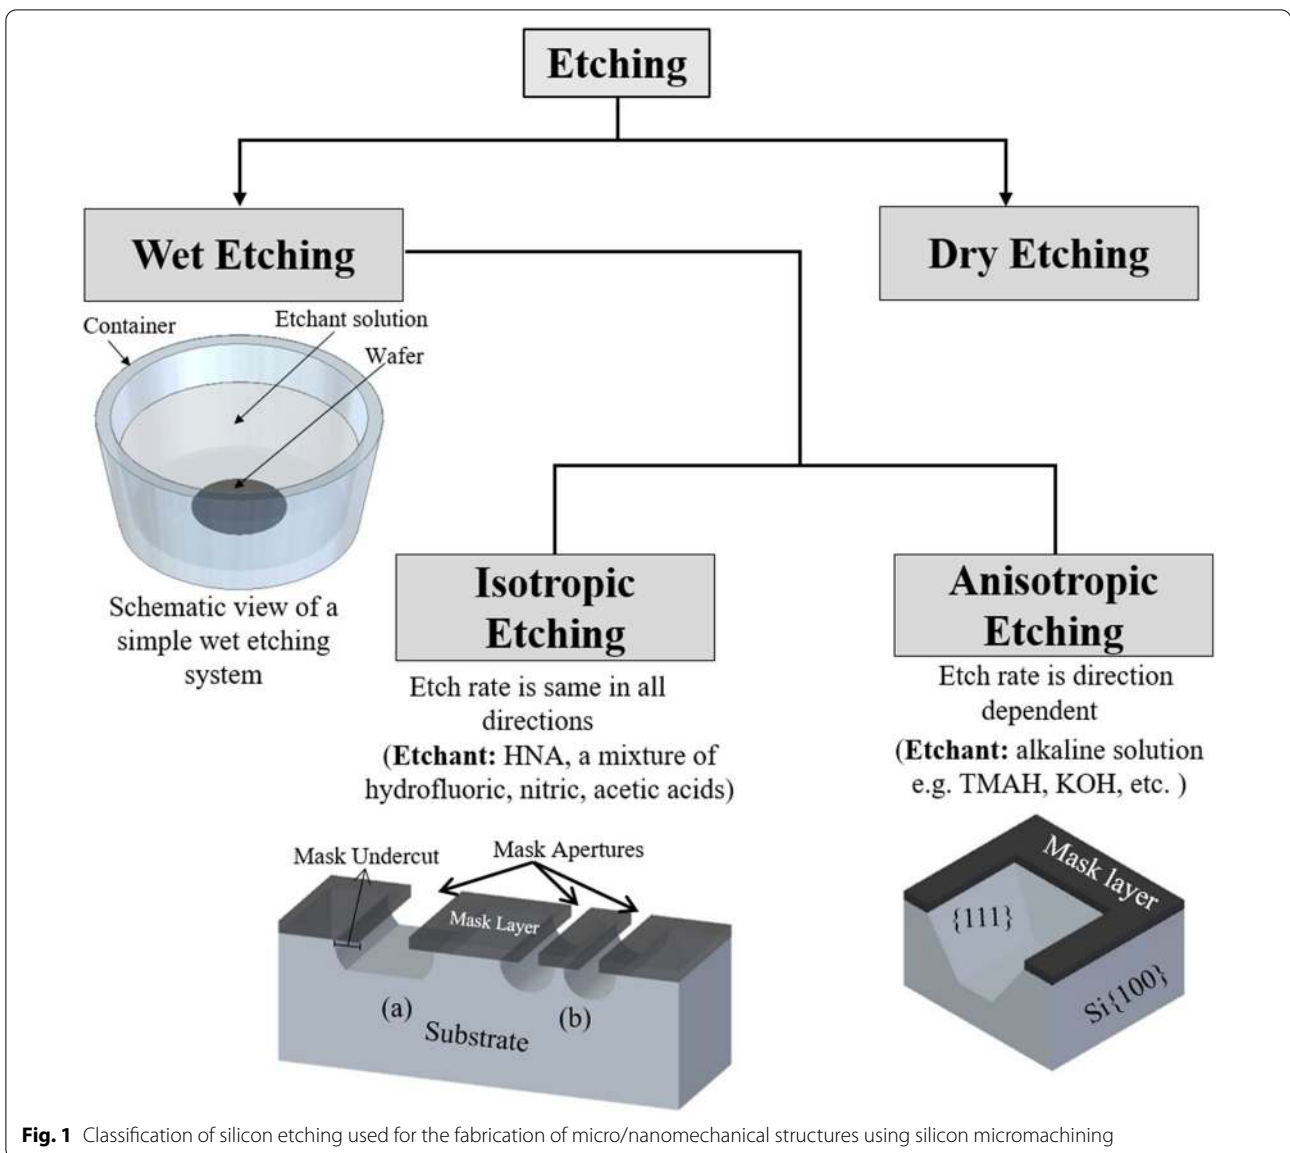 Etching
Wet Etching
Dry Etching
Container
Etchant solution
Wafer
Schematic view of a
simple wet etching
system
Isotropic
Etching
Etch rate is same in all
directions
(Etchant: HNA, a mixture of
hydrofluoric, nitric, acetic acids)
Anisotropic
Etching
Etch rate is direction
dependent
(Etchant: alkaline solution
e.g. TMAH, KOH, etc. )
Mask Undercut
Mask Apertures
Mask Layer
(a)
(b)
Substrate
Mask layer
{111}
Si{100}
Fig. 1 Classification of silicon etching used for the fabrication of micro/nanomechanical structures using silicon micromachining